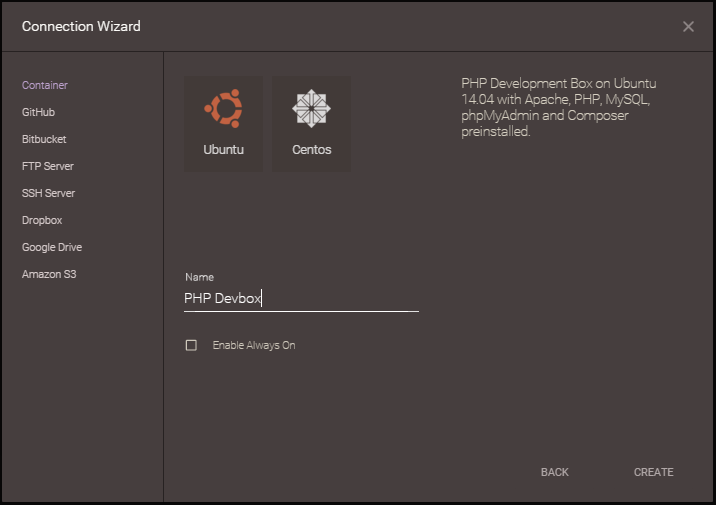 Connection Wizard
Container
GitHub
Bitbucket
FTP Server
SSH Server
Dropbox
Google Drive
Amazon S3
Ubuntu
Centos
PHP Development Box on Ubuntu
14.04 with Apache, PHP, MySQL,
phpMyAdmin and Composer
preinstalled.
Name
PHP Devbox
Enable Always On
BACK
CREATE